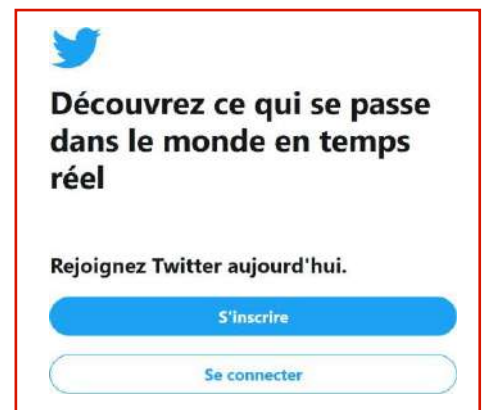 Découvrez ce qui se passe
dans le monde en temps
réel
Rejoignez Twitter aujourd'hui.
S'inscrire
Se connecter